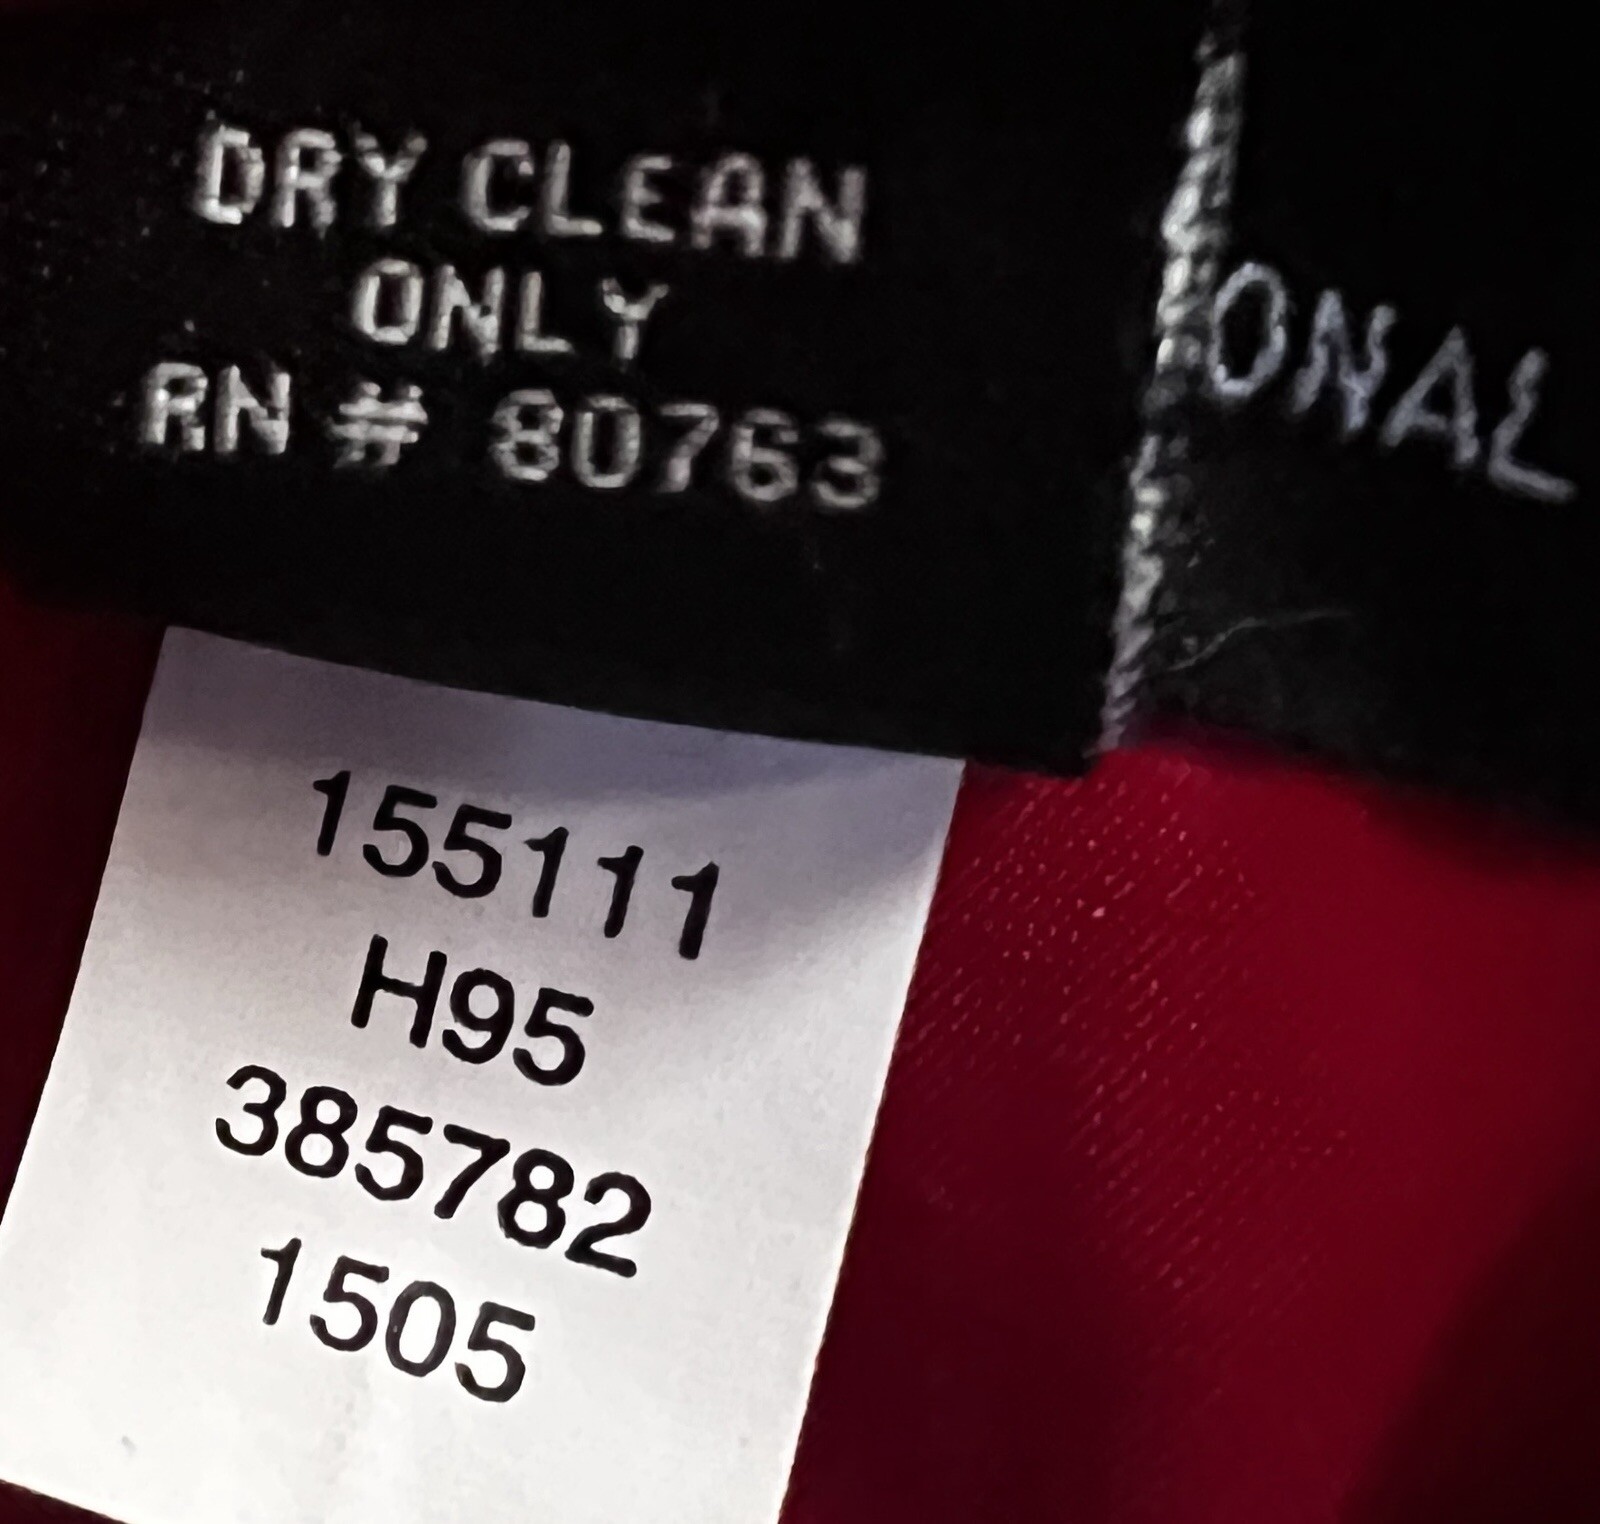 DRY CLEAN
ONLY
RN # 80763
ONAL
155111
H95
385782
1505